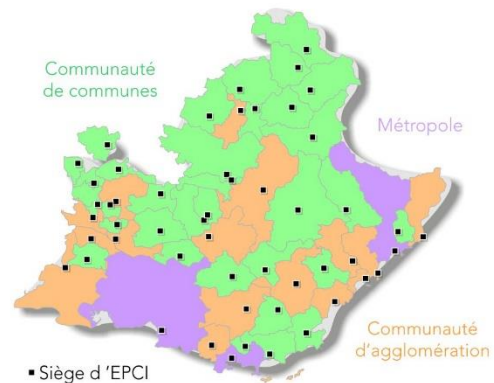 Communauté
de communes
Métropole
Communauté
d'agglomération
Siège d 'EPCI